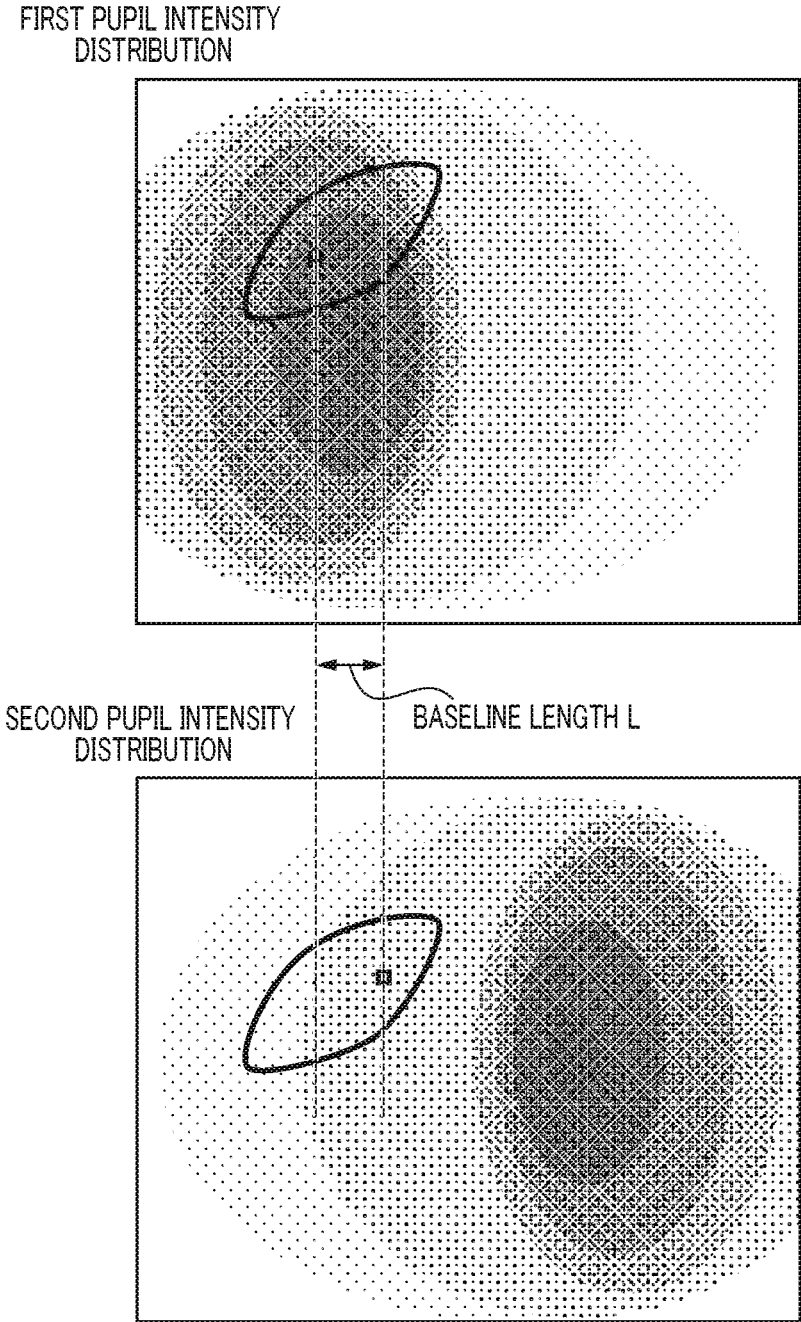 FIRST PUPIL INTENSITY
DISTRIBUTION
BASELINE LENGTH L
SECOND PUPIL INTENSITY
DISTRIBUTION